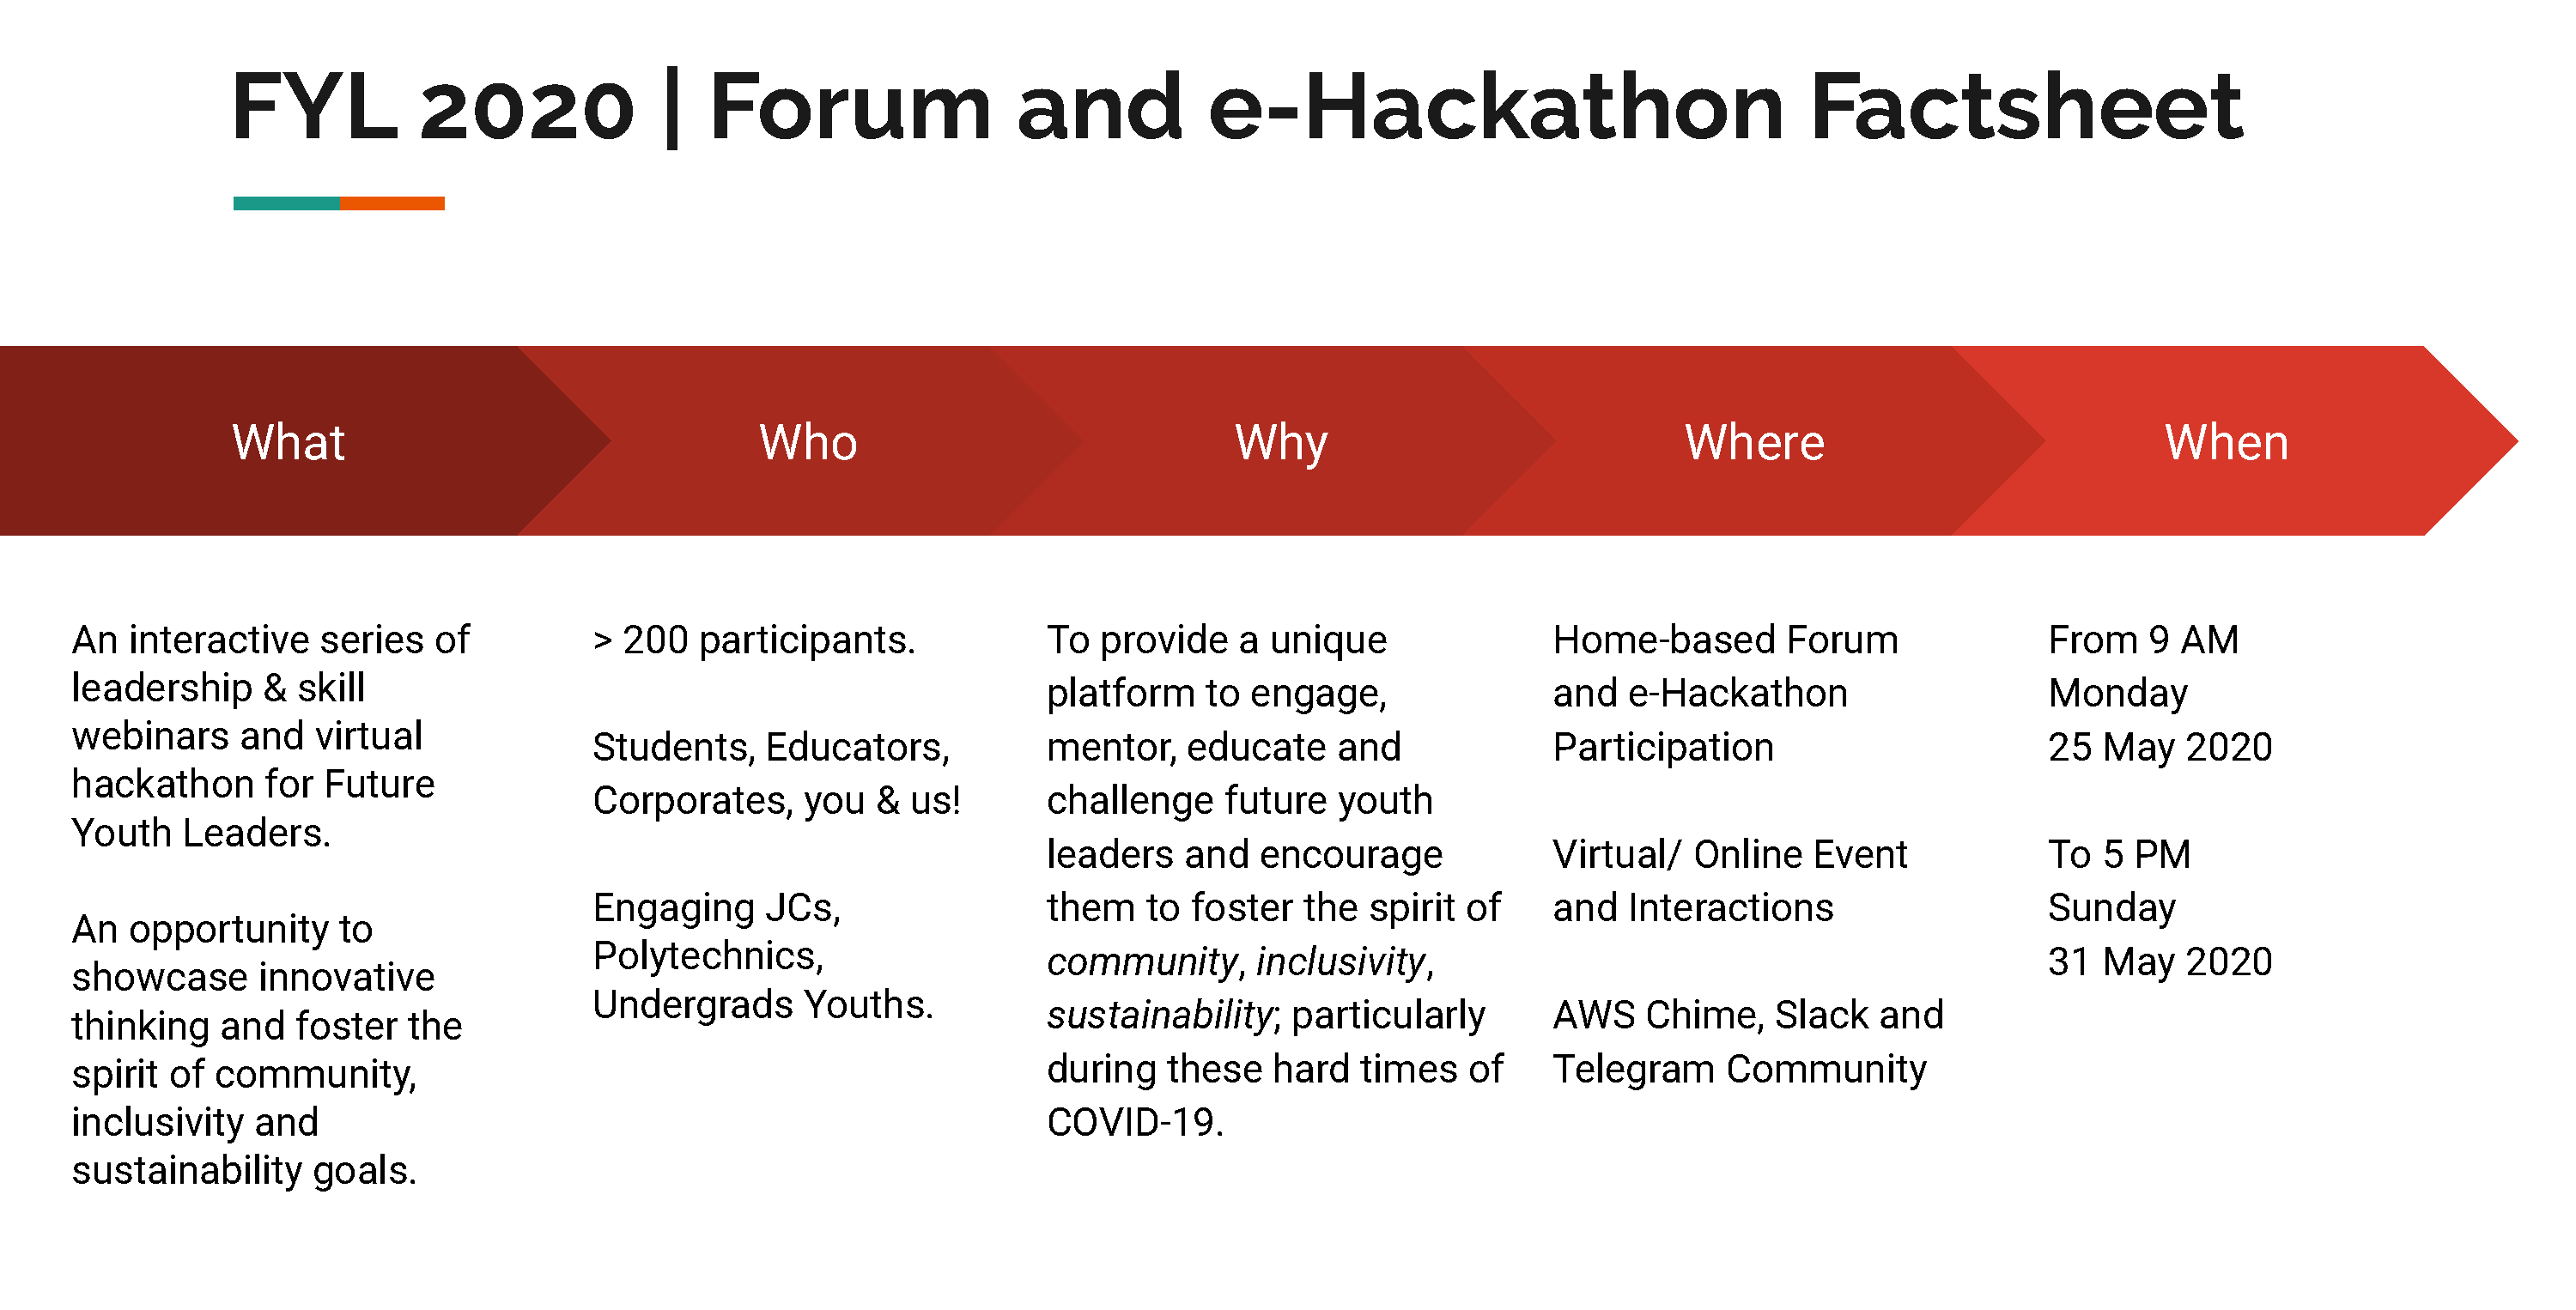 FYL 2020 | Forum and e-Hackathon Factsheet
What
Who
Why
Where
When
An interactive series of
leadership & skill
webinars and virtual
hackathon for Future
Youth Leaders.
An opportunity to
showcase innovative
thinking and foster the
spirit of community,
inclusivity and
sustainability goals.
> 200 participants.
Students, Educators,
Corporates, you & us!
Engaging JCs,
Polytechnics,
Undergrads Youths.
To provide a unique
platform to engage,
mentor, educate and
challenge future youth
leaders and encourage
them to foster the spirit of
community, inclusivity,
sustainability; particularly
during these hard times of
COVID-19.
Home-based Forum
and e-Hackathon
Participation
Virtual/ Online Event
and Interactions
AWS Chime, Slack and
Telegram Community
From 9 AM
Monday
25 May 2020
To 5 PM
Sunday
31 May 2020